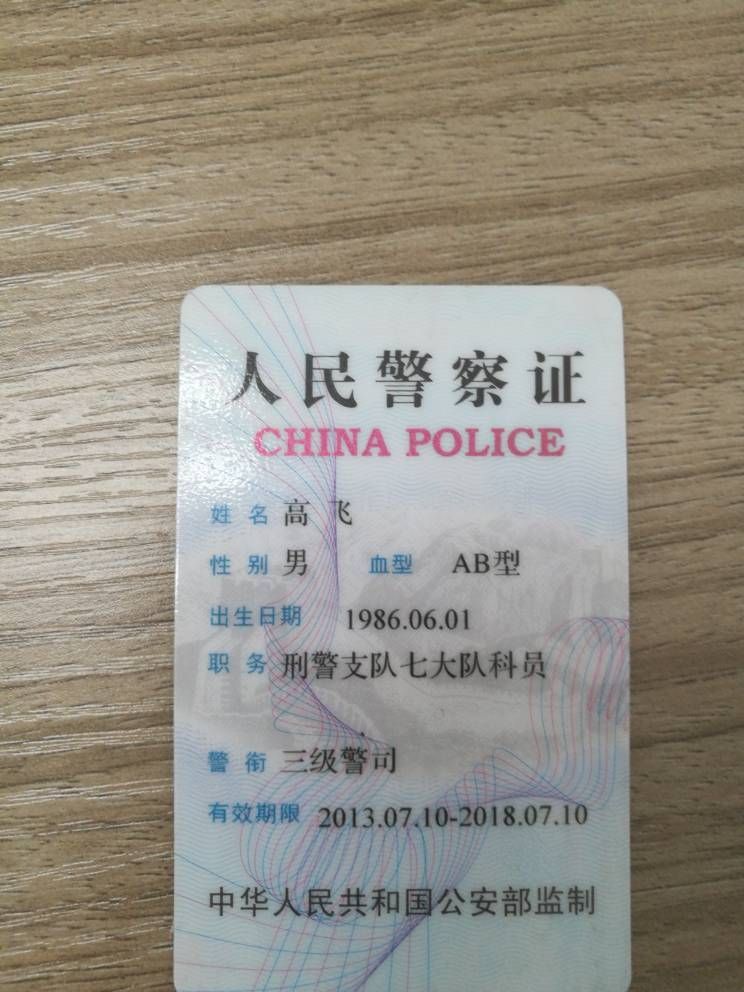 人民警察证
CHINA POLICE
姓名 高飞
性别 男 血型 AB型
出生日期 1986.06.01
职务 刑警支队七大队科员
警衔 三级警司
有效期限 2013.07.10-2018.07.10
中华人民共和国公安部监制